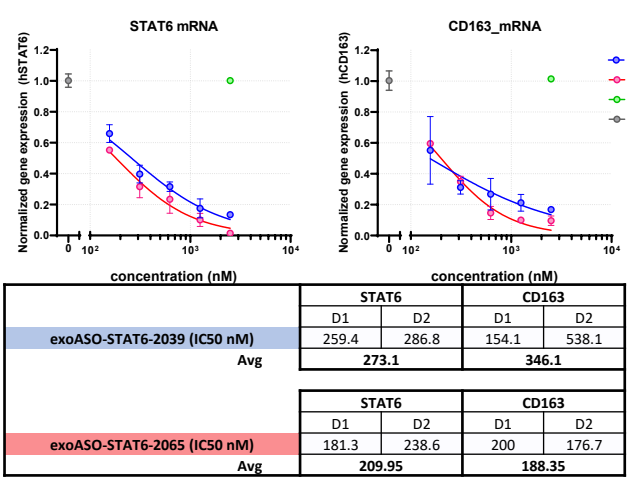 STAT6 mRNA
Normalized gene expression (hSTAT6)
1.2
1.0
0.8
0.6
0.4
0.2
0.0
0 10² 10³ 10⁴
concentration (nM)
CD163_mRNA
Normalized gene expression (hCD163)
1.2
1.0
0.8
0.6
0.4
0.2
0.0
0 10² 10³ 10⁴
concentration (nM)
STAT6 CD163
D1 D2 D1 D2
exoASO-STAT6-2039 (IC50 nM) 259.4 286.8 154.1 538.1
Avg 273.1 346.1
STAT6 CD163
D1 D2 D1 D2
exoASO-STAT6-2065 (IC50 nM) 181.3 238.6 200 176.7
Avg 209.95 188.35